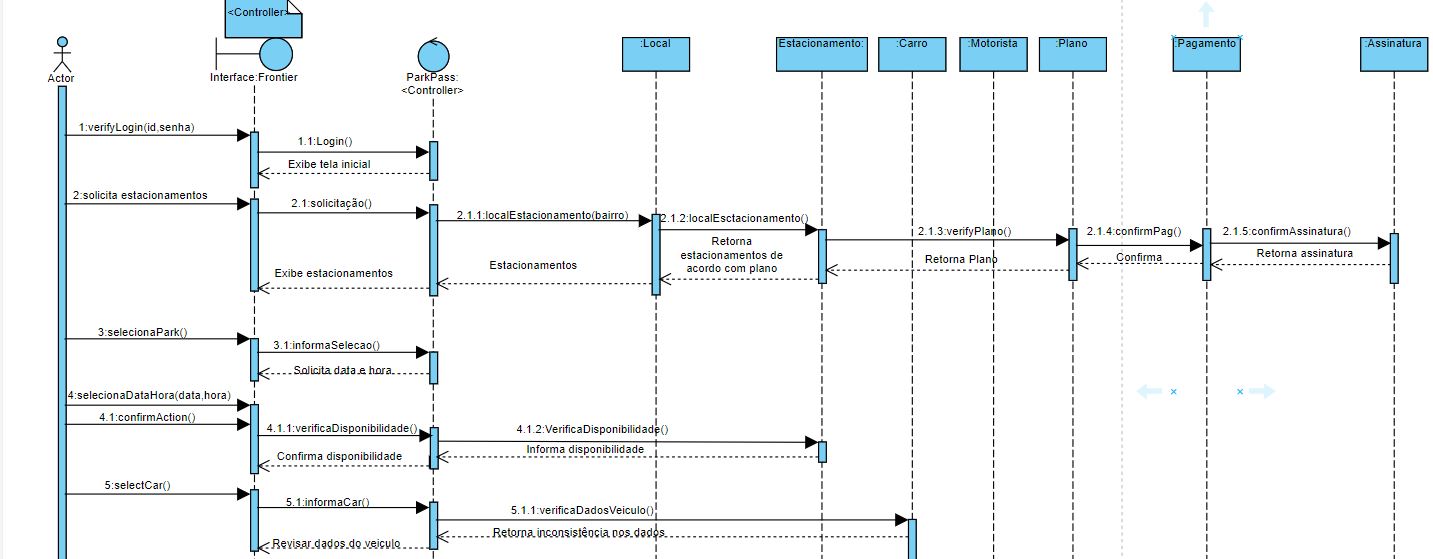 <Controller>
Actor
Interface:Frontier
ParkPass:
<Controller>
:Local
Estacionamento:
:Carro
:Motorista
:Plano
:Pagamento
:Assinatura
1:verifyLogin(id,senha)
1.1:Login()
Exibe tela inicial
2:solicita estacionamentos
2.1:solicitação()
2.1.1:localEstacionamento(bairro)
2.1.2:localEsctacionamento()
2.1.3:verifyPlano()
2.1.4:confirmPag()
2.1.5:confirmAssinatura()
Retorna
estacionamentos de
acordo com plano
Retorna Plano
Confirma
Retorna assinatura
Estacionamentos
Exibe estacionamentos
3:selecionaPark()
3.1:informaSelecao()
Solicita data e hora
4:selecionaDataHora(data,hora)
4.1:confirmAction()
4.1.1:verificaDisponibilidade()
4.1.2:VerificaDisponibilidade()
Informa disponibilidade
Confirma disponibilidade
5:selectCar()
5.1:informaCar()
5.1.1:verificaDadosVeiculo()
Retorna inconsistência nos dados
Revisar dados do veiculo